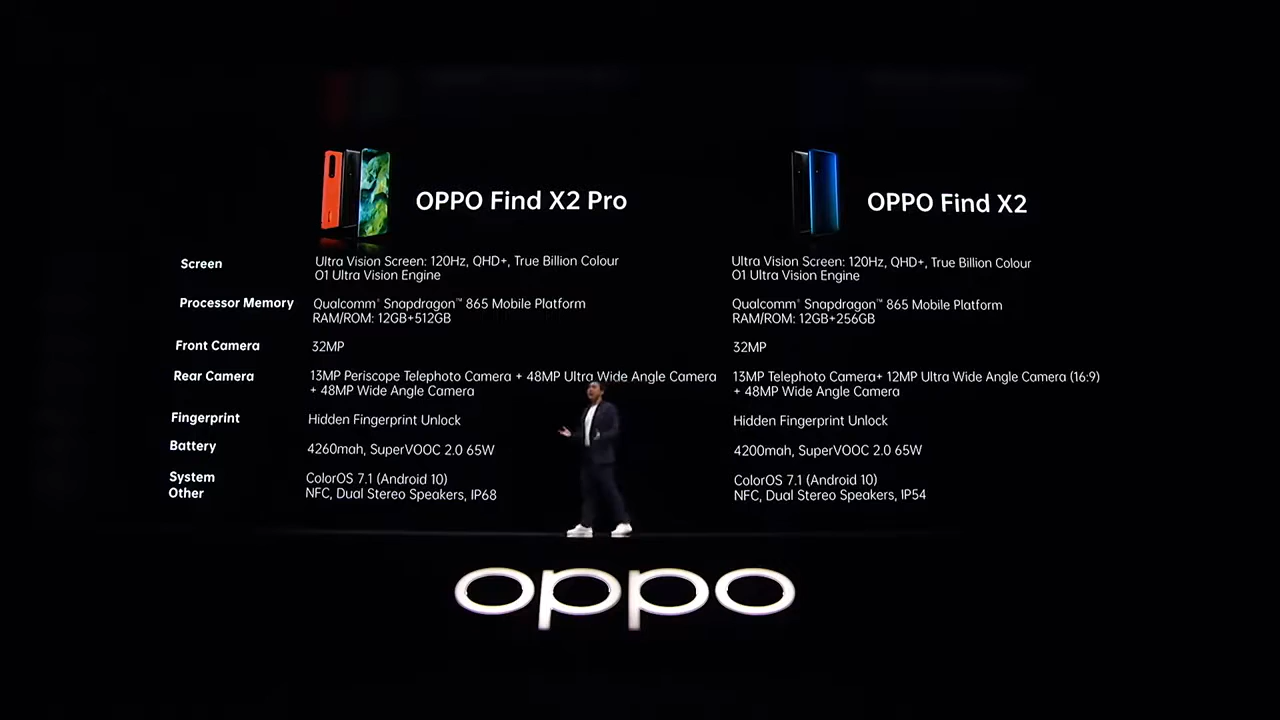 OPPO Find X2 Pro
OPPO Find X2
Screen
Ultra Vision Screen: 120Hz, QHD+, True Billion Colour
O1 Ultra Vision Engine
Ultra Vision Screen: 120Hz, QHD+, True Billion Colour
O1 Ultra Vision Engine
Processor Memory
Qualcomm® Snapdragon™ 865 Mobile Platform
RAM/ROM: 12GB+512GB
Qualcomm® Snapdragon™ 865 Mobile Platform
RAM/ROM: 12GB+256GB
Front Camera
32MP
32MP
Rear Camera
13MP Periscope Telephoto Camera + 48MP Ultra Wide Angle Camera
+ 48MP Wide Angle Camera
13MP Telephoto Camera+ 12MP Ultra Wide Angle Camera (16:9)
+ 48MP Wide Angle Camera
Fingerprint
Hidden Fingerprint Unlock
Hidden Fingerprint Unlock
Battery
4260mah, SuperVOOC 2.0 65W
4200mah, SuperVOOC 2.0 65W
System
ColorOS 7.1 (Android 10)
ColorOS 7.1 (Android 10)
Other
NFC, Dual Stereo Speakers, IP68
NFC, Dual Stereo Speakers, IP54
oppo